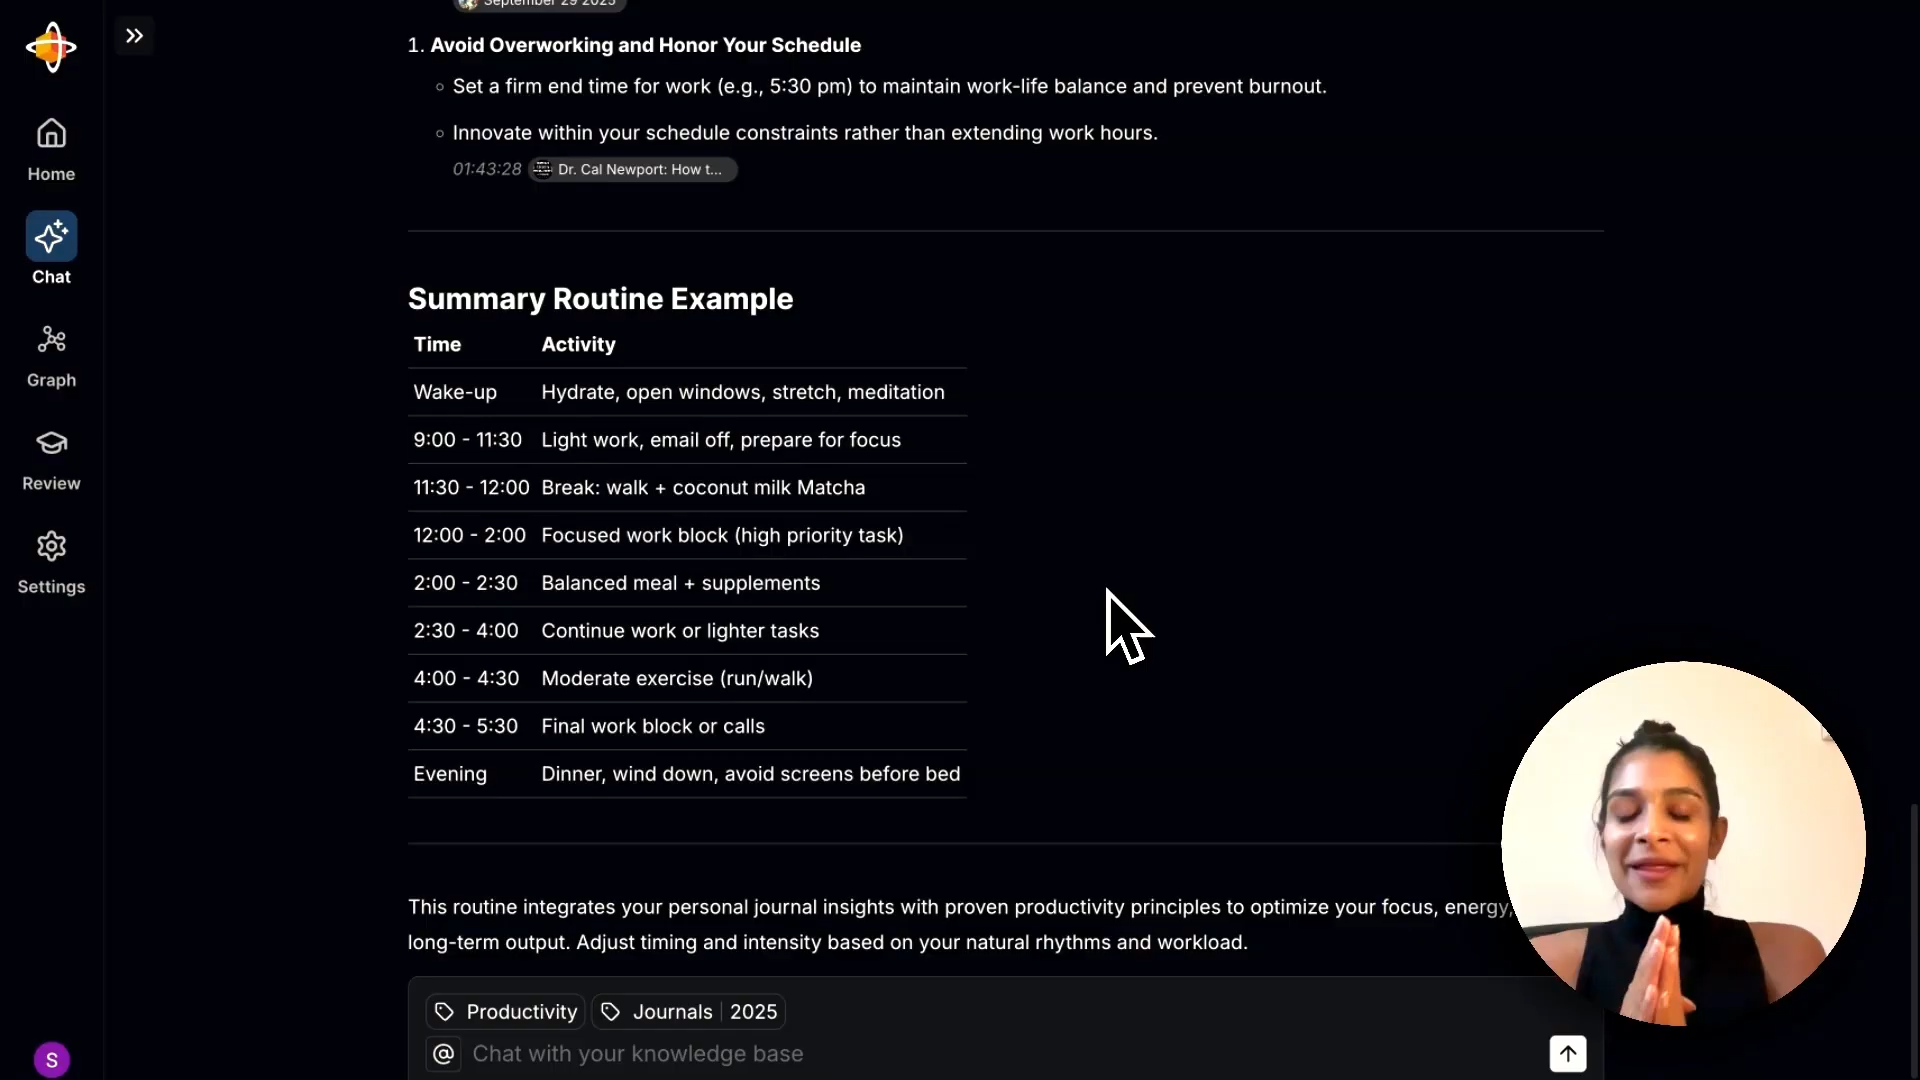 September 29 2025
1. Avoid Overworking and Honor Your Schedule
Set a firm end time for work (e.g., 5:30 pm) to maintain work-life balance and prevent burnout.
Innovate within your schedule constraints rather than extending work hours.
01:43:28 Dr. Cal Newport: How t...
Home
Chat
Graph
Review
Settings
Summary Routine Example
Time Activity
Wake-up Hydrate, open windows, stretch, meditation
9:00 - 11:30 Light work, email off, prepare for focus
11:30 - 12:00 Break: walk + coconut milk Matcha
12:00 - 2:00 Focused work block (high priority task)
2:00 - 2:30 Balanced meal + supplements
2:30 - 4:00 Continue work or lighter tasks
4:00 - 4:30 Moderate exercise (run/walk)
4:30 - 5:30 Final work block or calls
Evening Dinner, wind down, avoid screens before bed
This routine integrates your personal journal insights with proven productivity principles to optimize your focus, energy,
long-term output. Adjust timing and intensity based on your natural rhythms and workload.
Productivity Journals | 2025
@ Chat with your knowledge base
S